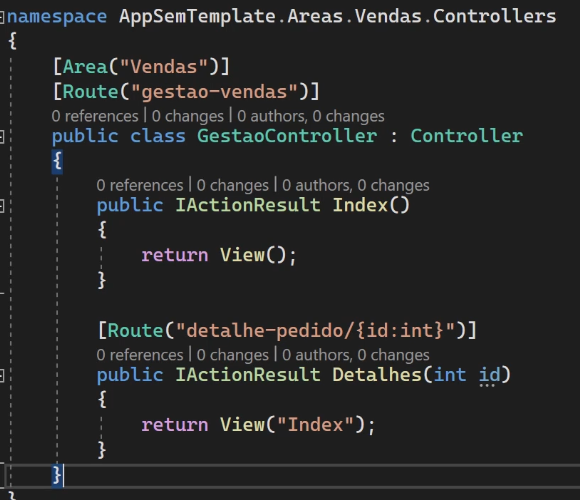 namespace AppSemTemplate.Areas.Vendas.Controllers
{
[Area("Vendas")]
[Route("gestao-vendas")]
0 references | 0 changes | 0 authors, 0 changes
public class GestaoController : Controller
{
0 references | 0 changes | 0 authors, 0 changes
public IActionResult Index()
{
return View();
}
[Route("detalhe-pedido/{id:int}")]
0 references | 0 changes | 0 authors, 0 changes
public IActionResult Detalhes(int id)
{
return View("Index");
}
}
}